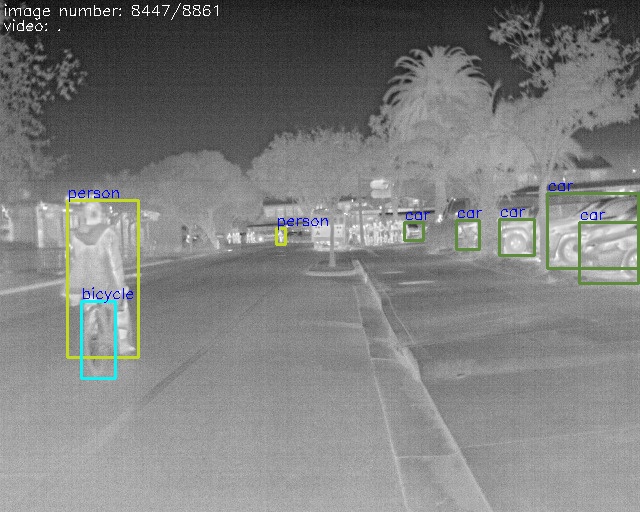 image number: 8447/8861
video: .
person
person
car
car
car
car
car
bicycle